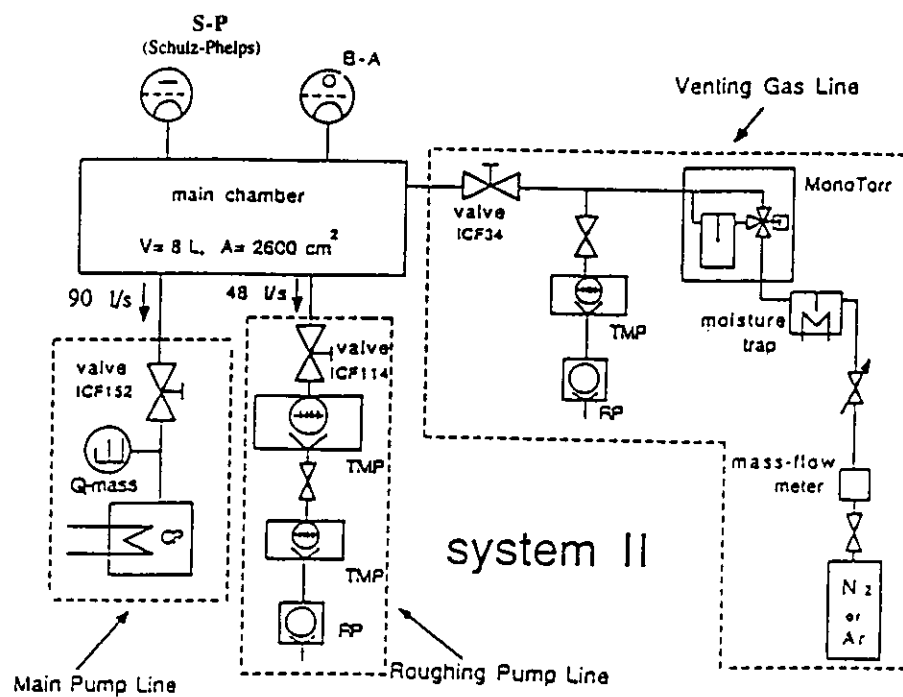 S-P
(Schulz-Phelps)
B-A
Venting Gas Line
main chamber
V= 8 L, A= 2600 cm²
MonoTorr
valve
ICF34
90 l/s
48 l/s
valve
ICF152
valve
ICF114
TMP
moisture
trap
RP
Q-mass
TMP
mass-flow
meter
system II
TMP
RP
N2
or
Ar
Main Pump Line
Roughing Pump Line